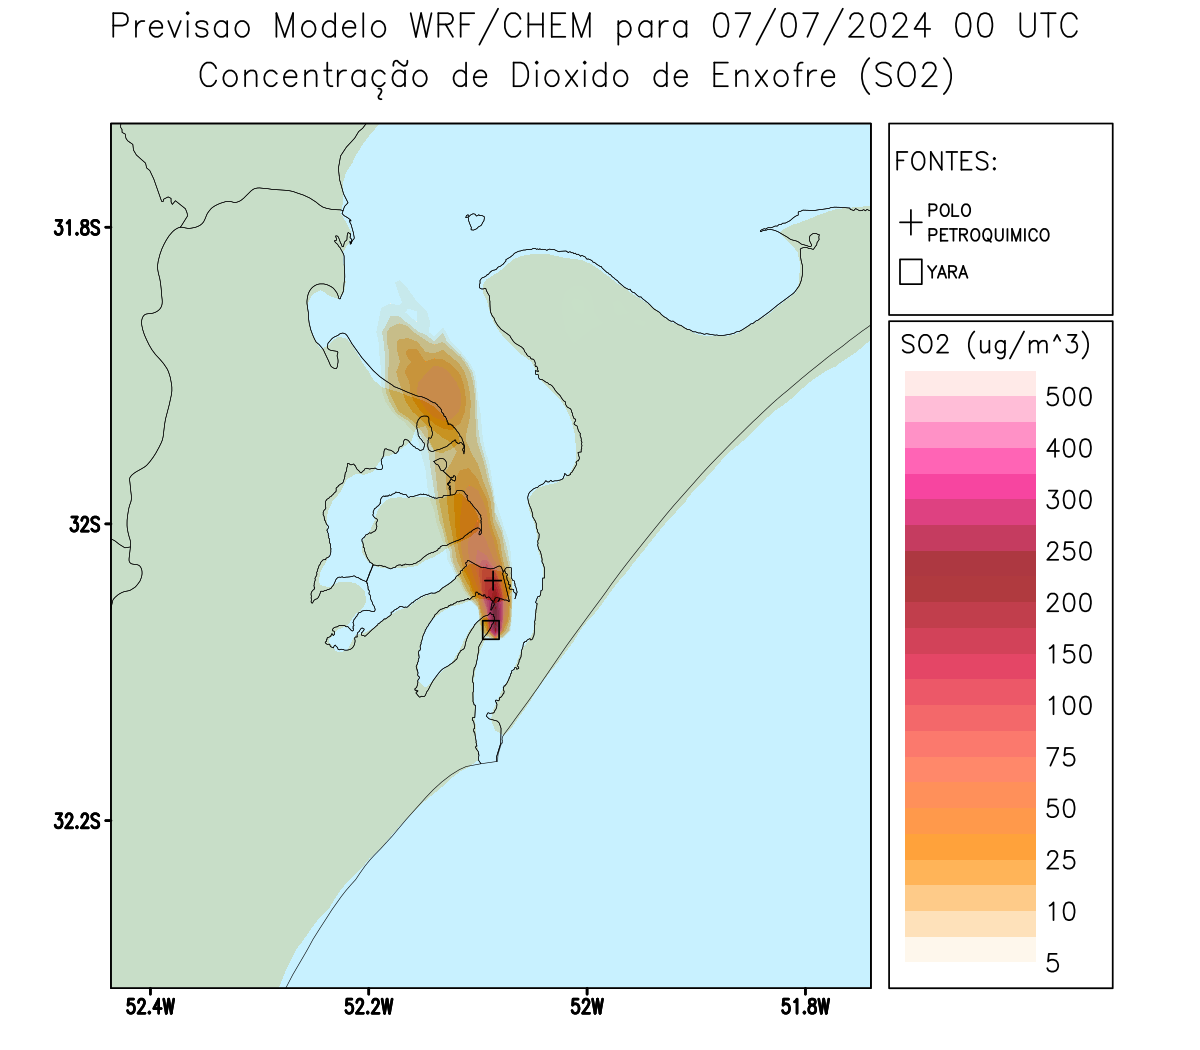 Previsao Modelo WRF/CHEM para 07/07/2024 00 UTC
Concentração de Dioxido de Enxofre (SO2)
FONTES:
POLO
PETROQUIMICO
YARA
31.8S
32S
32.2S
52.4W
52.2W
52W
51.8W
SO2 (ug/m^3)
500
400
300
250
200
150
100
75
50
25
10
5